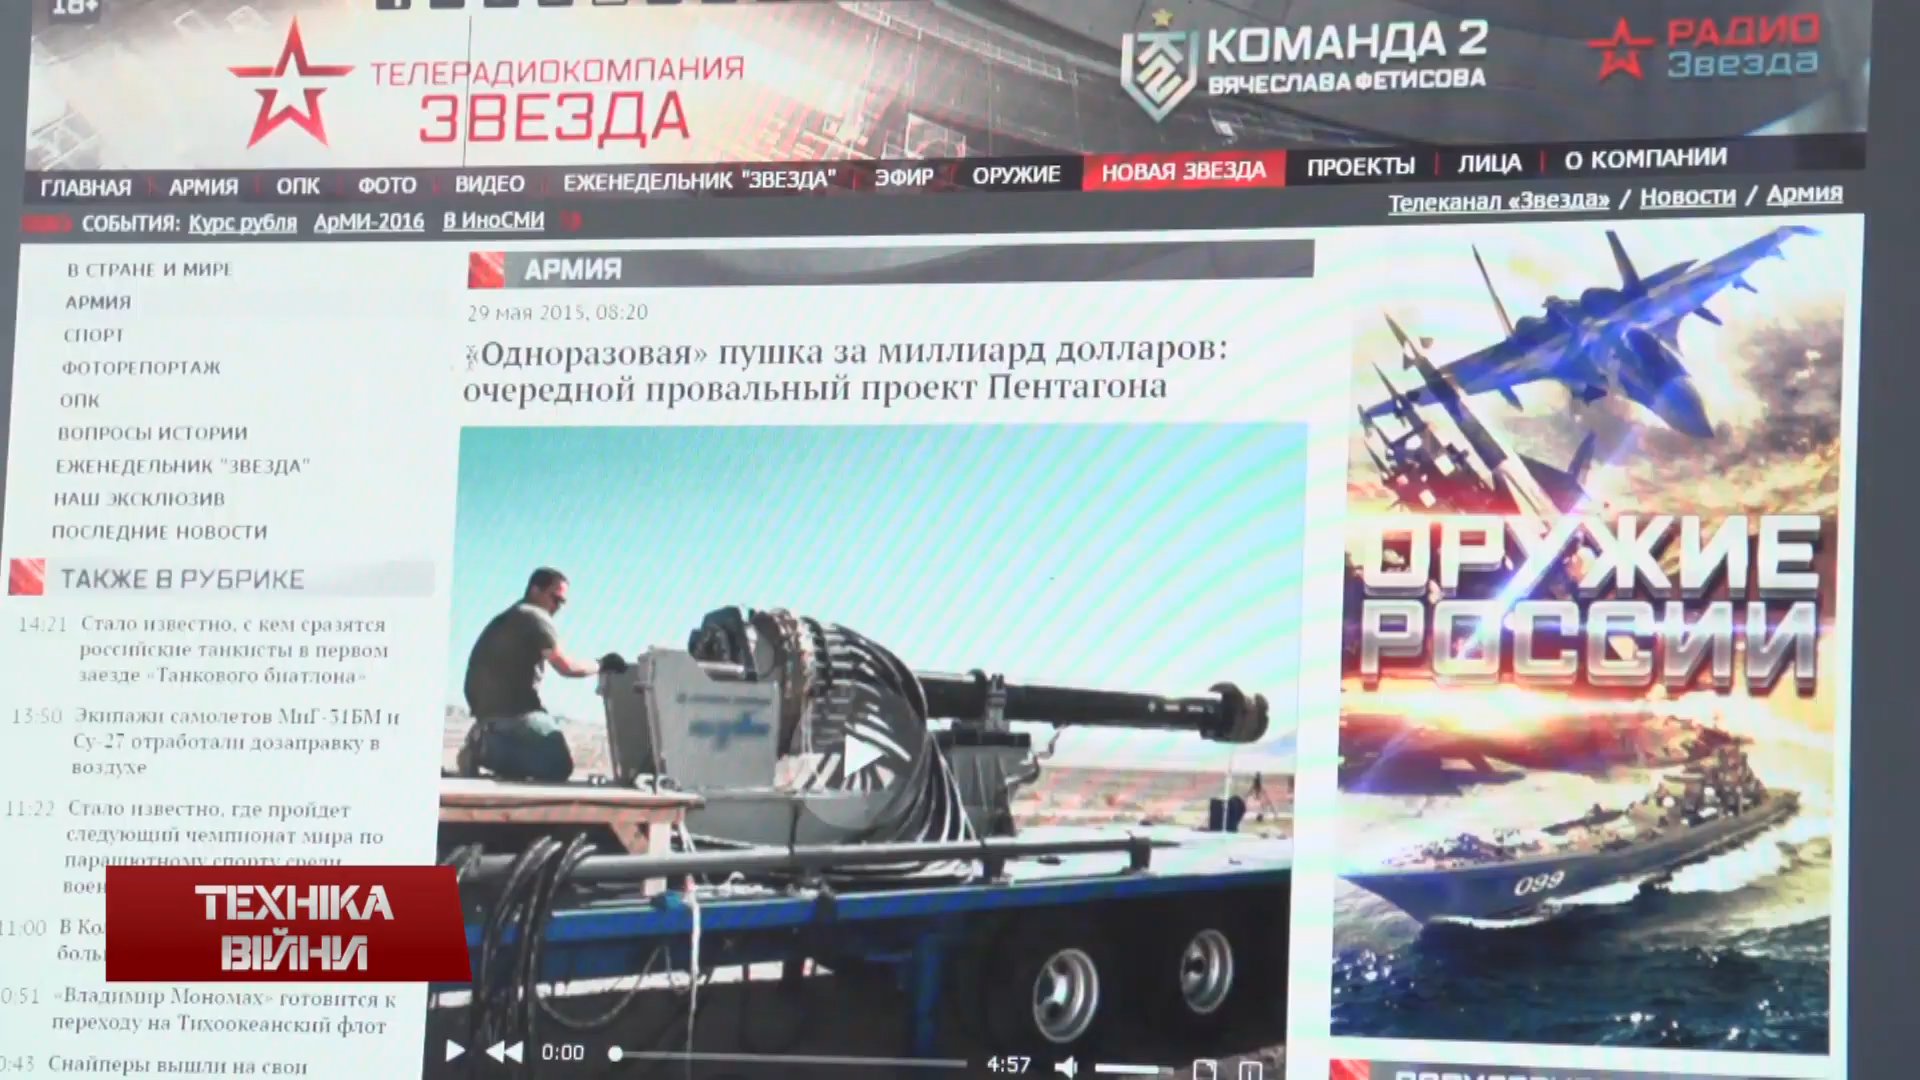 18+
ТЕЛЕРАДИОКОМПАНИЯ
ЗВЕЗДА
КОМАНДА 2
ВЯЧЕСЛАВА ФЕТИСОВА
РАДИО
Звезда
ГЛАВНАЯ АРМИЯ ОПК ФОТО ВИДЕО ЕЖЕНЕДЕЛЬНИК "ЗВЕЗДА" ЭФИР ОРУЖИЕ НОВАЯ ЗВЕЗДА ПРОЕКТЫ ЛИЦА О КОМПАНИИ
СОБЫТИЯ: Курс рубля АрМИ-2016 В ИноСМИ
Телеканал «Звезда» / Новости / Армия
В СТРАНЕ И МИРЕ
АРМИЯ
СПОРТ
ФОТОРЕПОРТАЖ
ОПК
ВОПРОСЫ ИСТОРИИ
ЕЖЕНЕДЕЛЬНИК "ЗВЕЗДА"
НАШ ЭКСКЛЮЗИВ
ПОСЛЕДНИЕ НОВОСТИ
ТАКЖЕ В РУБРИКЕ
14:21 Стало известно, с кем сразятся
российские танкисты в первом
заезде «Танкового биатлона»
13:50 Экипажи самолетов МиГ-31БМ и
Су-27 отработали дозаправку в
воздухе
11:22 Стало известно, где пройдет
следующий чемпионат мира по
парашютному спорту среди
11:00 В
0:51 «Владимир Мономах» готовится к
переходу на Тихоокеанский флот
0:43 Снайперы вышли на свои
АРМИЯ
29 мая 2015, 08:20
«Одноразовая» пушка за миллиард долларов:
очередной провальный проект Пентагона
0:00 4:57
ОРУЖИЕ
РОССИИ
099
ТЕХНІКА
ВІЙНИ